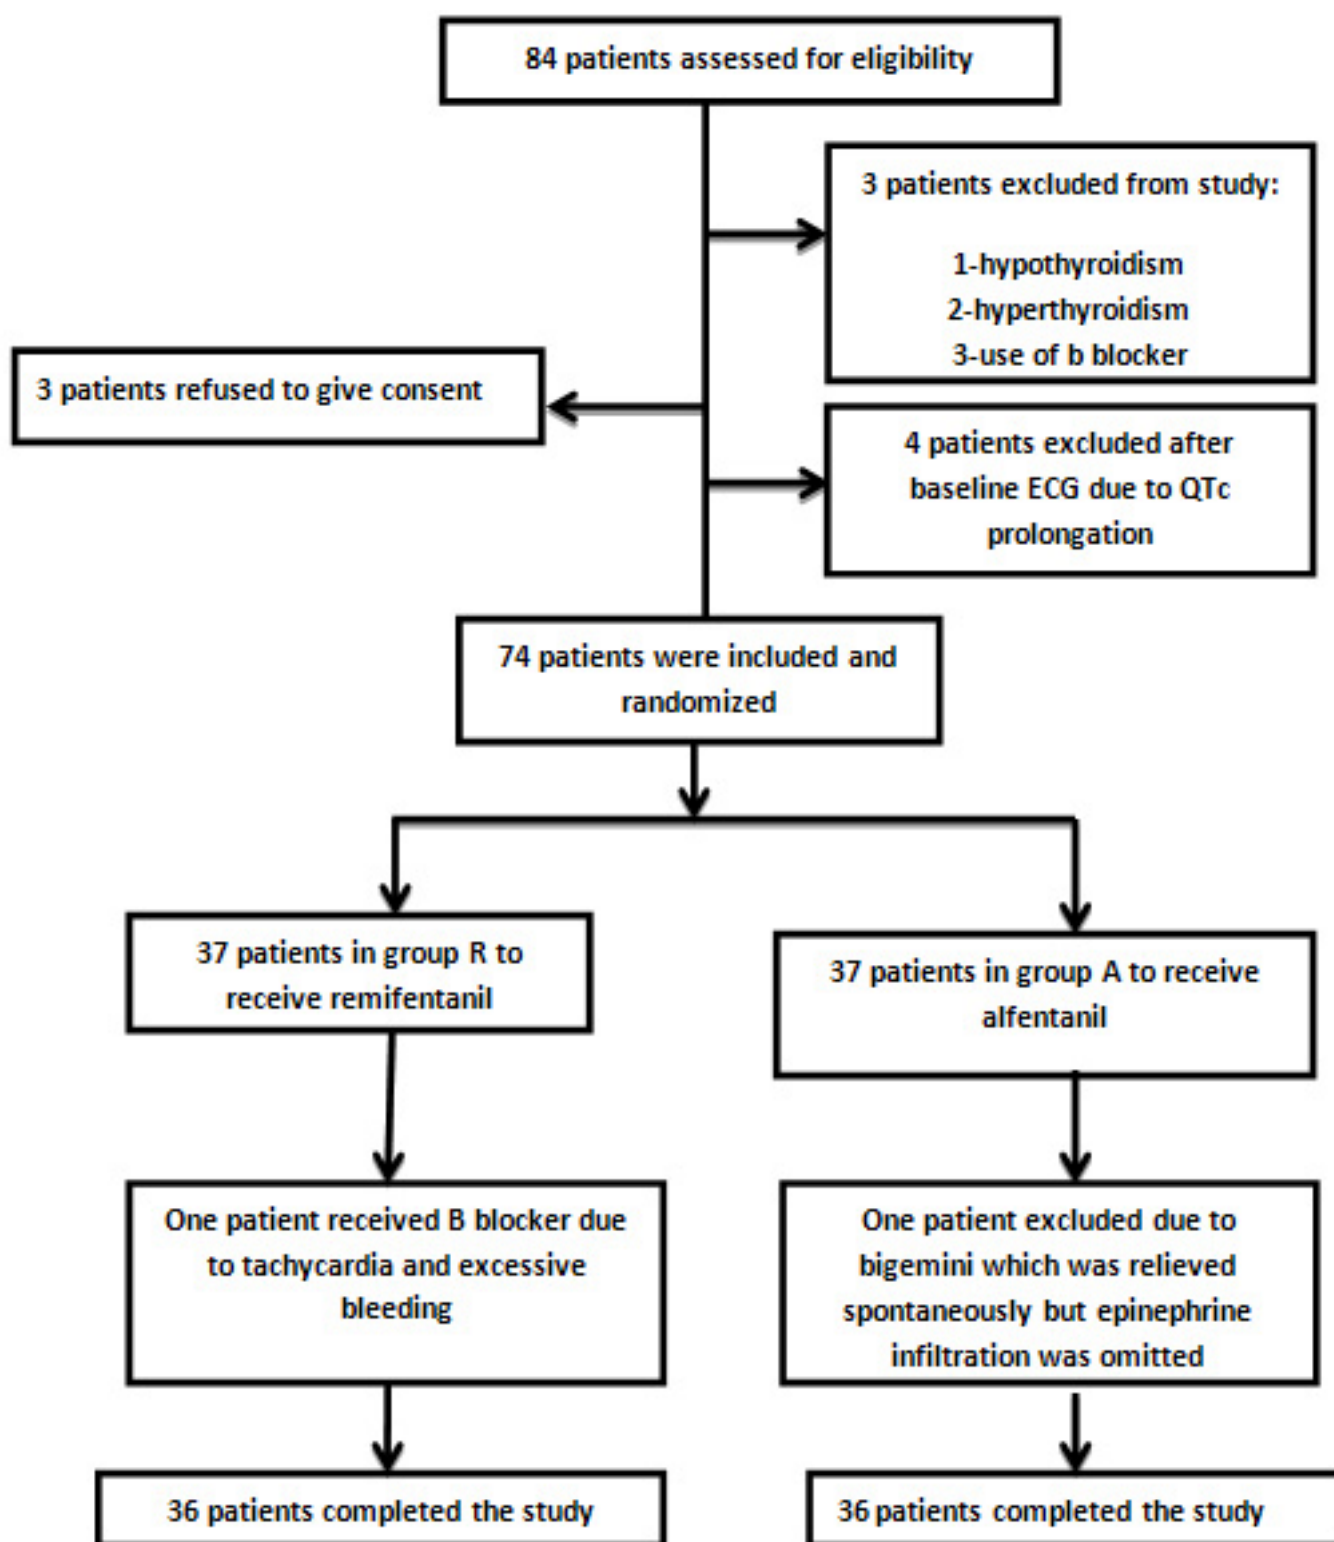 84 patients assessed for eligibility
3 patients excluded from study:
1-hypothyroidism
2-hyperthyroidism
3-use of b blocker
3 patients refused to give consent
4 patients excluded after
baseline ECG due to QTc
prolongation
74 patients were included and
randomized
37 patients in group R to
receive remifentanil
37 patients in group A to receive
alfentanil
One patient received B blocker due
to tachycardia and excessive
bleeding
One patient excluded due to
bigemini which was relieved
spontaneously but epinephrine
infiltration was omitted
36 patients completed the study
36 patients completed the study